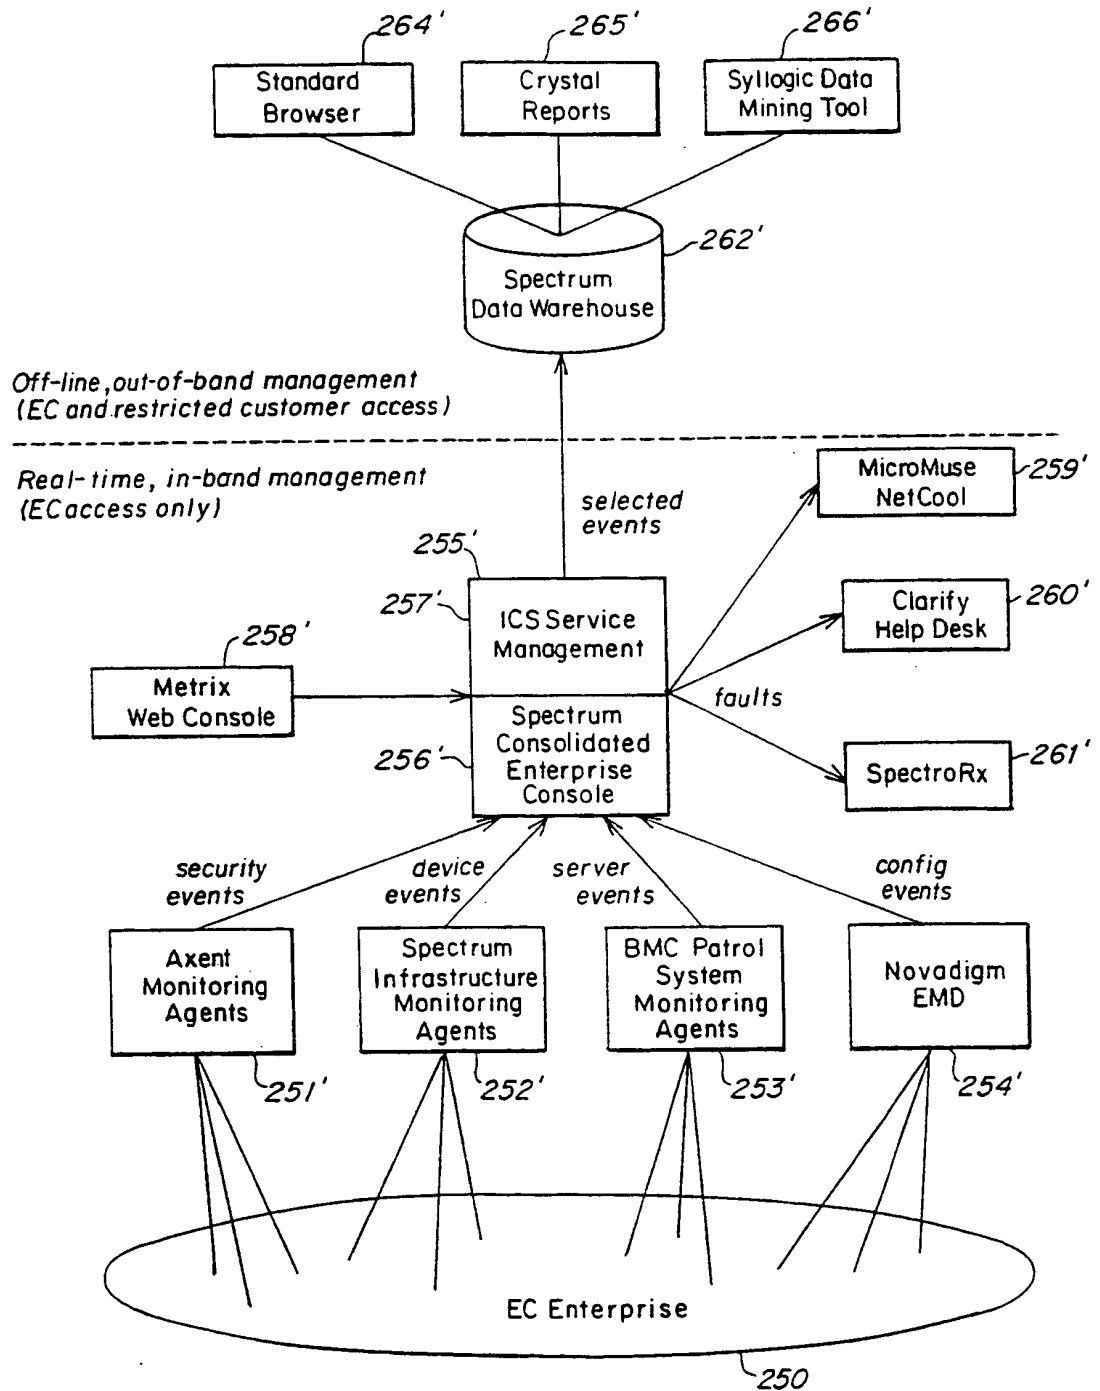 264'
265'
266'
Standard
Browser
Crystal
Reports
Syllogic Data
Mining Tool
262'
Spectrum
Data Warehouse
Off-line, out-of-band management
(EC and restricted customer access)
Real-time, in-band management
(EC access only)
selected
events
MicroMuse
NetCool
259'
255'
257'
ICS Service
Management
Clarify
Help Desk
260'
258'
Metrix
Web Console
faults
256'
Spectrum
Consolidated
Enterprise
Console
SpectroRx
261'
security
events
device
events
server
events
config
events
Axent
Monitoring
Agents
Spectrum
Infrastructure
Monitoring
Agents
BMC Patrol
System
Monitoring
Agents
Novadigm
EMD
251'
252'
253'
254'
EC Enterprise
250